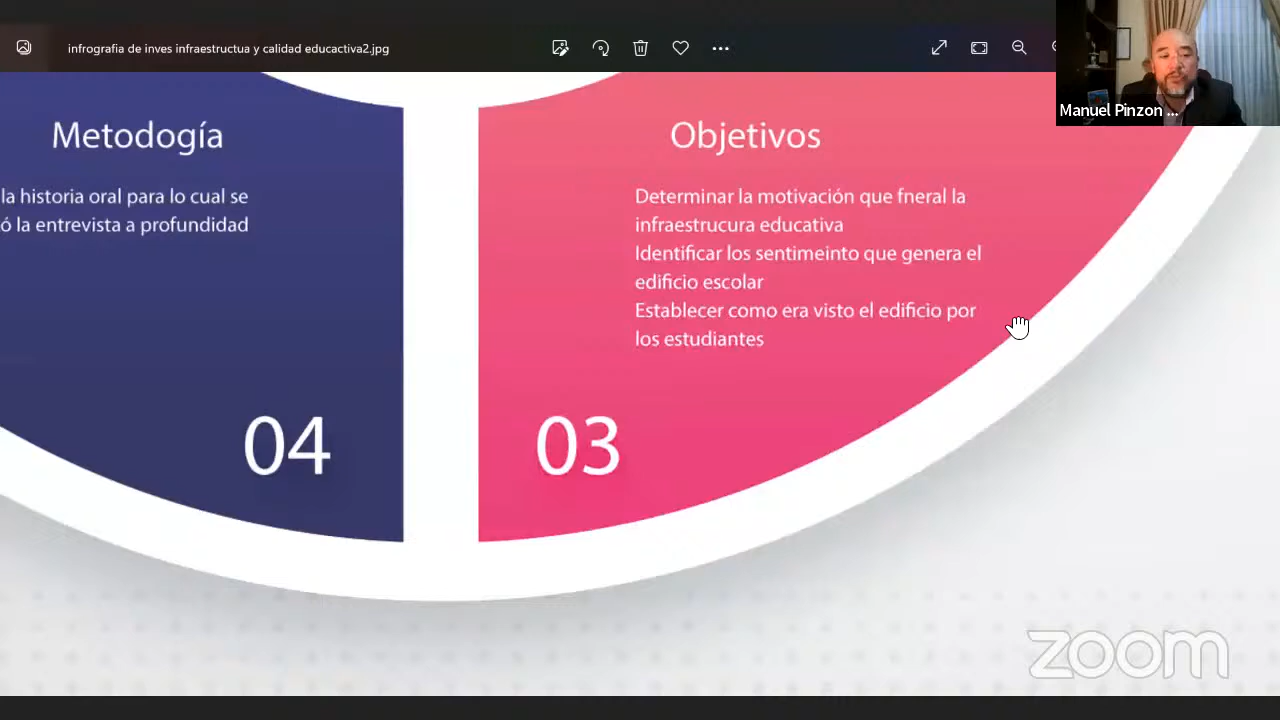 infrografia de inves infraestructua y calidad educactiva2.jpg
Manuel Pinzon ...
Metodogía
la historia oral para lo cual se
ó la entrevista a profundidad
04
Objetivos
Determinar la motivación que fneral la
infraestrucura educativa
Identificar los sentimeinto que genera el
edificio escolar
Establecer como era visto el edificio por
los estudiantes
03
zoom